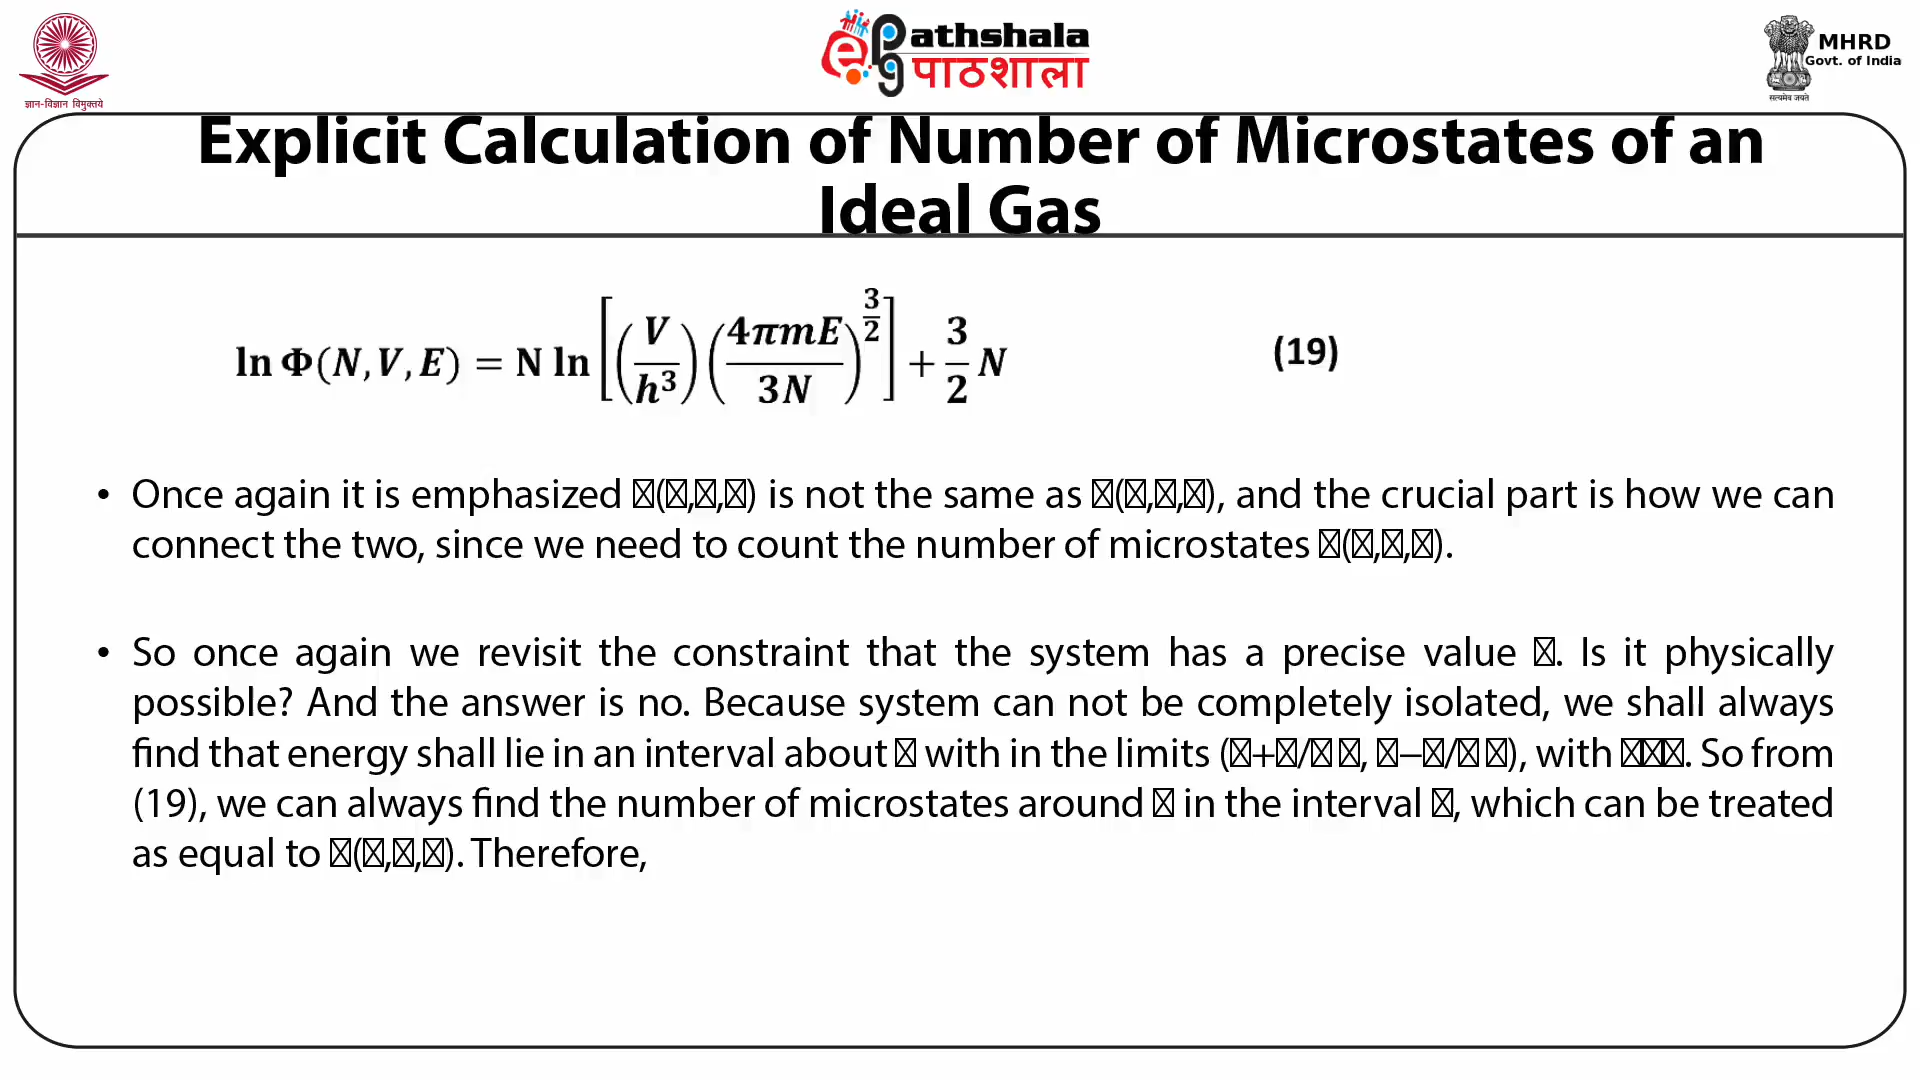 ज्ञान-विज्ञान विमुक्तये
epathshala
पाठशाला
MHRD
Govt. of India
सत्यमेव जयते
Explicit Calculation of Number of Microstates of an
Ideal Gas
ln Φ(N, V, E) = N ln [(V/h³) (4πmE/3N)^(3/2)] + 3/2 N (19)
• Once again it is emphasized (,,,) is not the same as (,,,), and the crucial part is how we can
connect the two, since we need to count the number of microstates (,,,).
• So once again we revisit the constraint that the system has a precise value . Is it physically
possible? And the answer is no. Because system can not be completely isolated, we shall always
find that energy shall lie in an interval about with in the limits (+/ , −/ ), with . So from
(19), we can always find the number of microstates around in the interval , which can be treated
as equal to (,,,). Therefore,